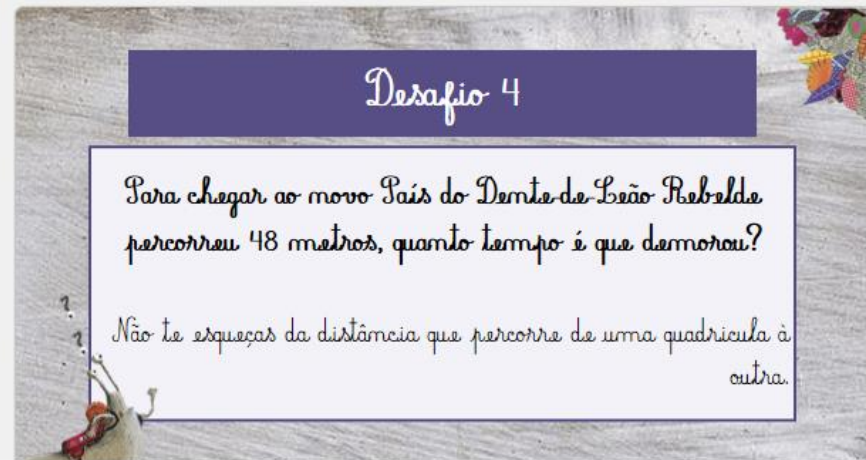 Desafio 4
Para chegar ao novo País do Dente-de-Leão Rebelde
percorreu 48 metros, quanto tempo é que demorou?
?
?
Não te esqueças da distância que percorre de uma quadricula à
outra.